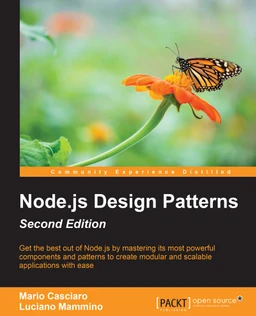 Community Experience Distilled
Node.js Design Patterns
Second Edition
Get the best out of Node.js by mastering its most powerful
components and patterns to create modular and scalable
applications with ease
Mario Casciaro
Luciano Mammino
[PACKT] open source*
PUBLISHING